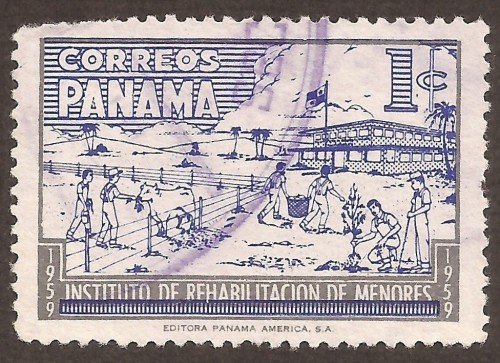 CORREOS
PANAMA
1 C
1959
1959
INSTITUTO DE REHABILITACION DE MENORES
EDITORA PANAMA AMERICA, S.A.